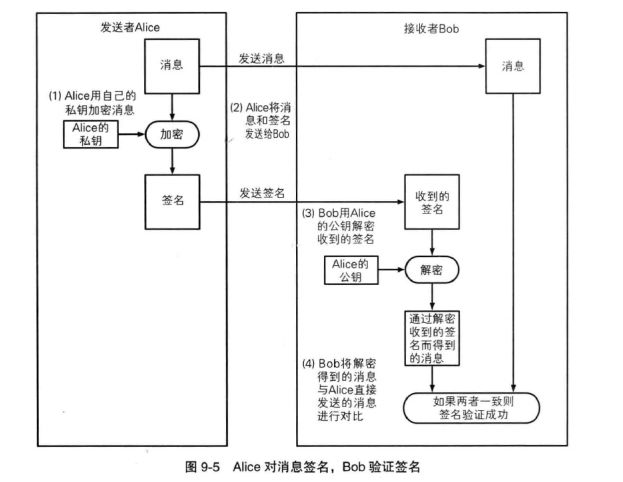 发送者Alice
接收者Bob
消息
发送消息
消息
(1) Alice用自己的
私钥加密消息
Alice的
私钥
加密
(2) Alice将消
息和签名
发送给Bob
签名
发送签名
收到的
签名
(3) Bob用Alice
的公钥解密
收到的签名
Alice的
公钥
解密
通过解密
收到的签
名而得到
的消息
(4) Bob将解密
得到的消息
与Alice直接
发送的消息
进行对比
如果两者一致则
签名验证成功
图 9-5 Alice 对消息签名，Bob 验证签名